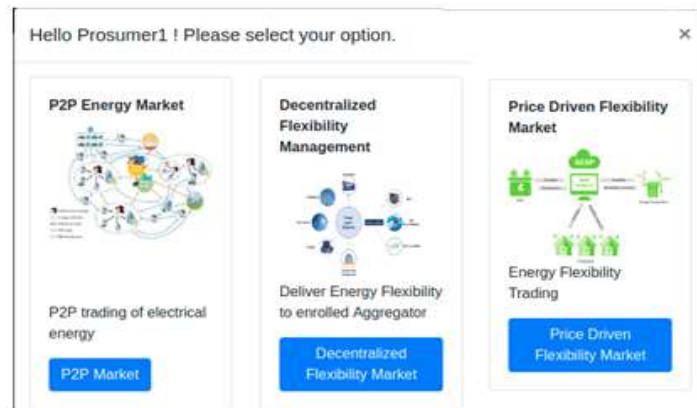 Hello Prosumer1 ! Please select your option.
×
P2P Energy Market
P2P trading of electrical
energy
P2P Market
Decentralized
Flexibility
Management
Deliver Energy Flexibility
to enrolled Aggregator
Decentralized
Flexibility Market
Price Driven Flexibility
Market
Energy Flexibility
Trading
Price Driven
Flexibility Market